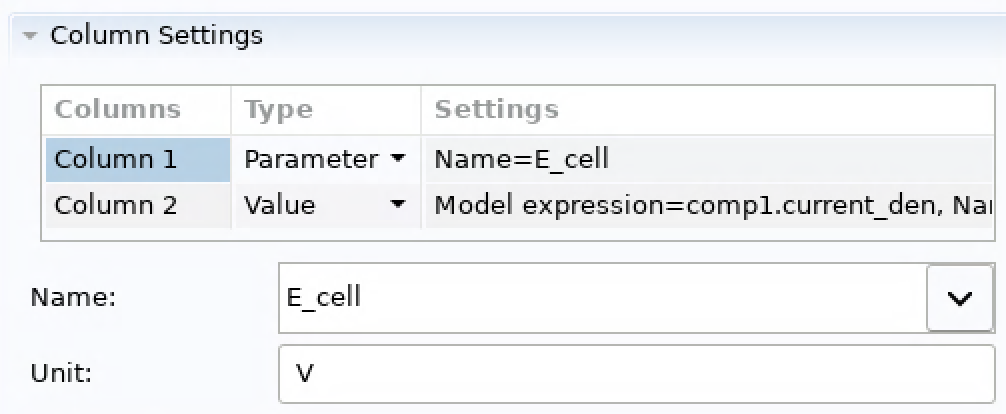 Column Settings
Columns Type Settings
Column 1 Parameter Name=E_cell
Column 2 Value Model expression=comp1.current_den,
Name: E_cell
Unit: V